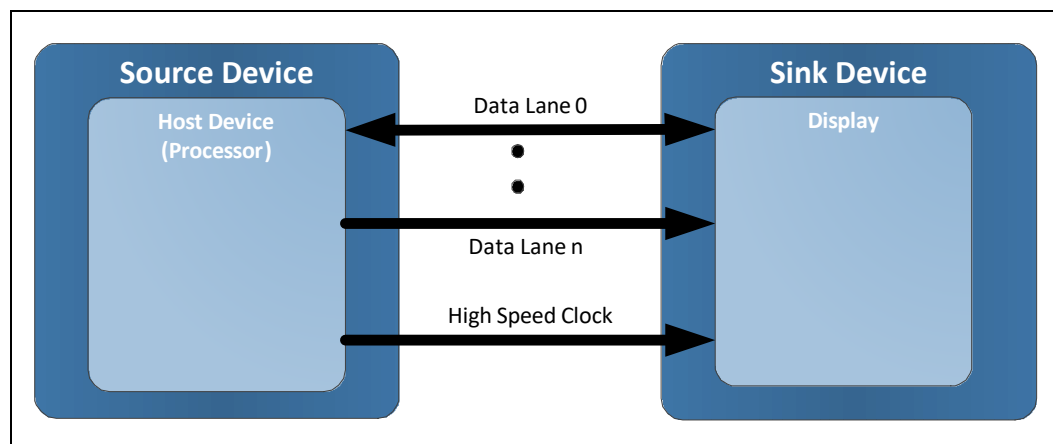 Source Device
Host Device
(Processor)
Data Lane 0
Data Lane n
High Speed Clock
Sink Device
Display